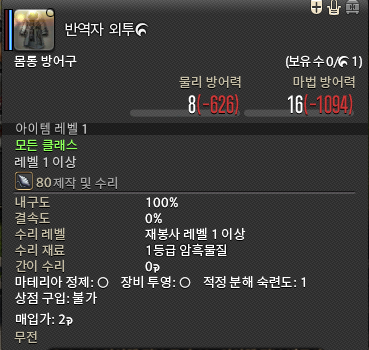 반역자 외투
몸통 방어구 (보유 수 0/ 1)
물리 방어력 마법 방어력
8(-626) 16(-1094)
아이템 레벨 1
모든 클래스
레벨 1 이상
80제작 및 수리
내구도 100%
결속도 0%
수리 레벨 재봉사 레벨 1 이상
수리 재료 1등급 암흑물질
간이 수리 0
마테리아 정제: ○ 장비 투영: ○ 적정 분해 숙련도: 1
상점 구입: 불가
매입가: 2
무전